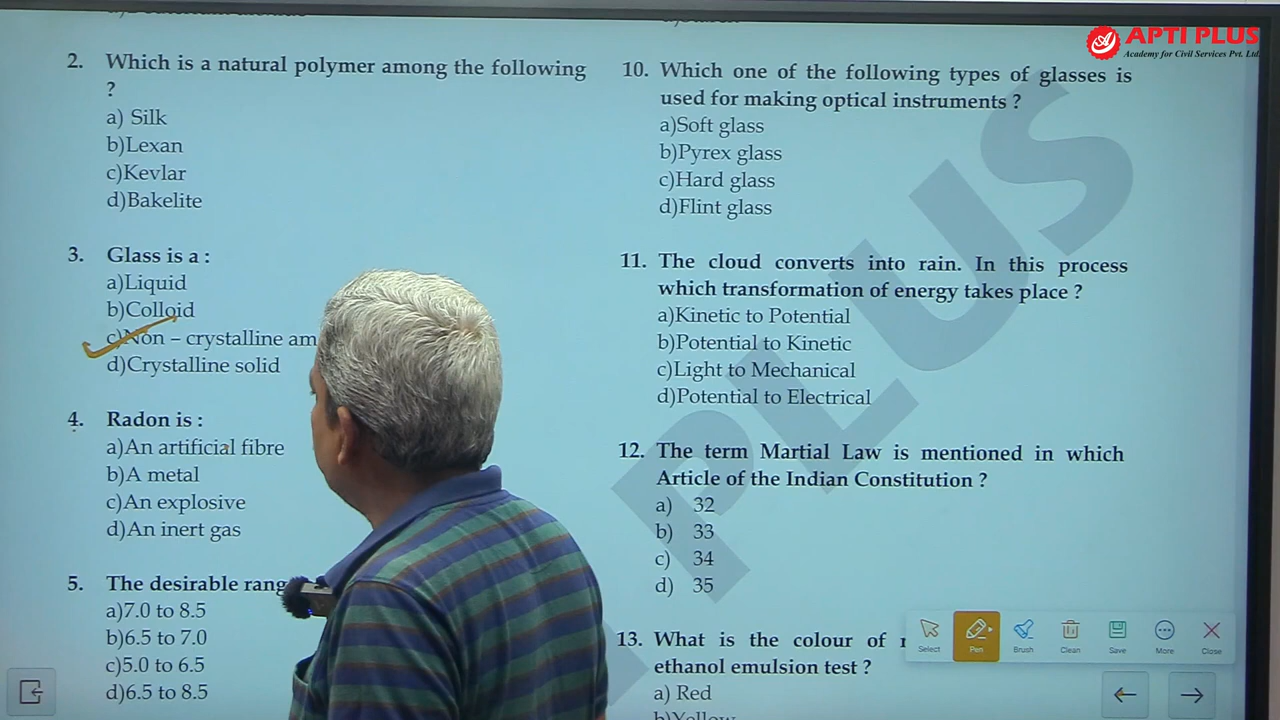 2. Which is a natural polymer among the following
?
a) Silk
b)Lexan
c)Kevlar
d)Bakelite
3. Glass is a :
a)Liquid
b)Colloid
c)Non – crystalline am
d)Crystalline solid
4. Radon is :
a)An artificial fibre
b)A metal
c)An explosive
d)An inert gas
5. The desirable rang
a)7.0 to 8.5
b)6.5 to 7.0
c)5.0 to 6.5
d)6.5 to 8.5
APTI PLUS
Academy for Civil Services Pvt. Ltd.
10. Which one of the following types of glasses is
used for making optical instruments ?
a)Soft glass
b)Pyrex glass
c)Hard glass
d)Flint glass
11. The cloud converts into rain. In this process
which transformation of energy takes place ?
a)Kinetic to Potential
b)Potential to Kinetic
c)Light to Mechanical
d)Potential to Electrical
12. The term Martial Law is mentioned in which
Article of the Indian Constitution ?
a) 32
b) 33
c) 34
d) 35
13. What is the colour of
ethanol emulsion test ?
a) Red
b)Yellow
PLUS
Select Pen Brush Clean Save More Close